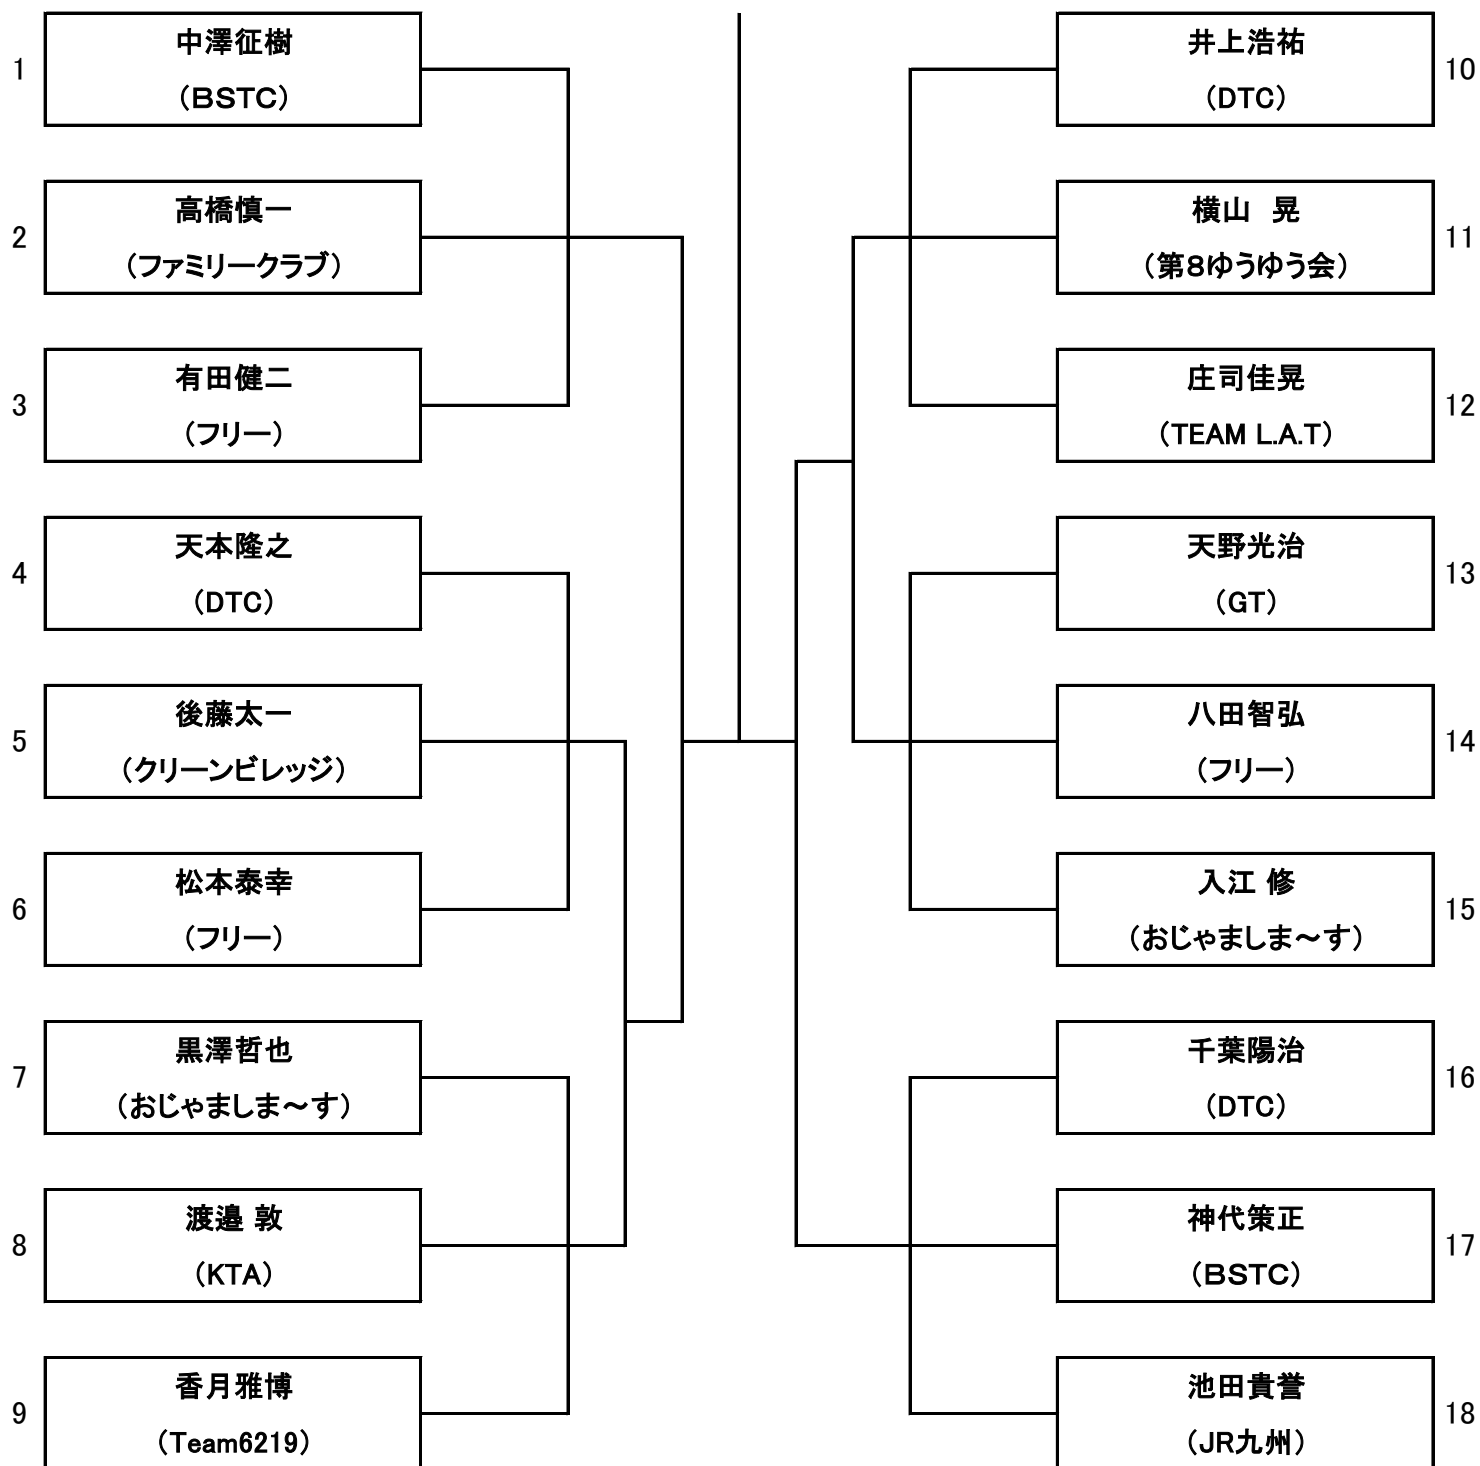 1
中澤征樹
(BSTC)
2
高橋慎一
(ファミリークラブ)
3
有田健二
(フリー)
4
天本隆之
(DTC)
5
後藤太一
(クリーンビレッジ)
6
松本泰幸
(フリー)
7
黒澤哲也
(おじゃましま～す)
8
渡邉 敦
(KTA)
9
香月雅博
(Team6219)
井上浩祐
(DTC)
10
横山　晃
(第8ゆうゆう会)
11
庄司佳晃
(TEAM L.A.T)
12
天野光治
(GT)
13
八田智弘
(フリー)
14
入江 修
(おじゃましま～す)
15
千葉陽治
(DTC)
16
神代策正
(BSTC)
17
池田貴誉
(JR九州)
18